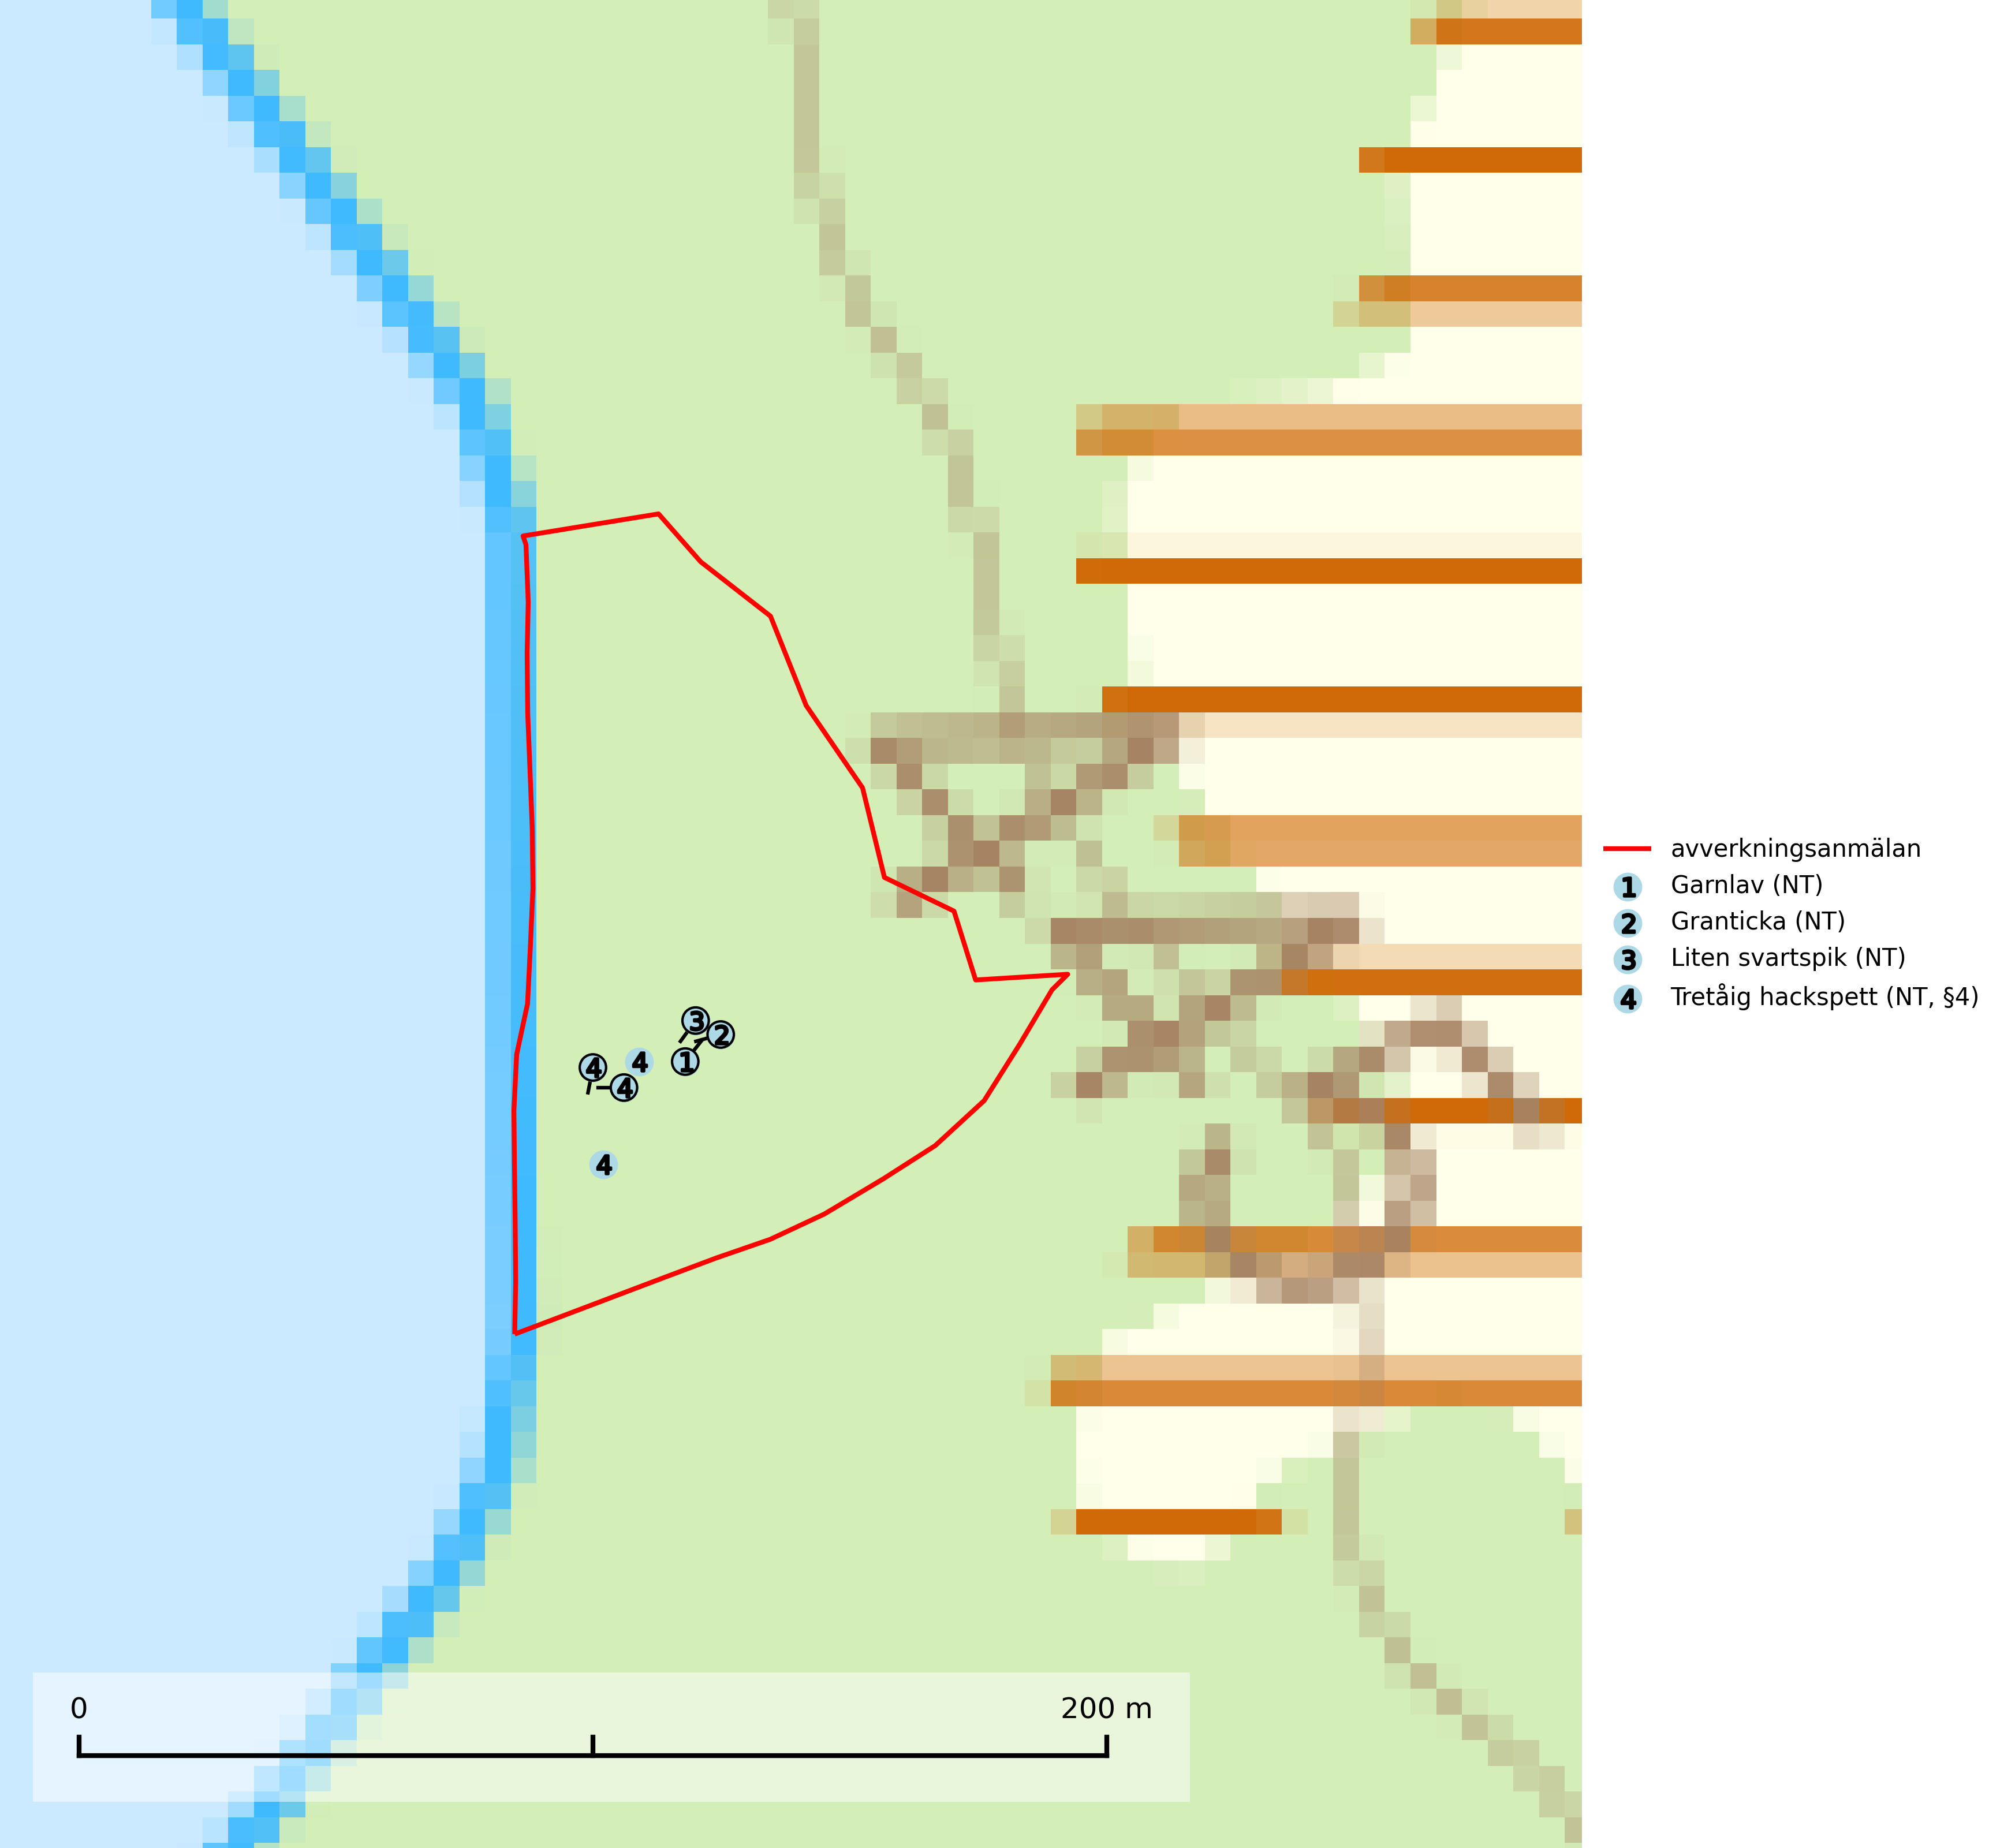 3
2
4
4
1
4
4
0
200 m
avverkningsanmälan
1 Garnlav (NT)
2 Granticka (NT)
3 Liten svartspik (NT)
4 Tretåig hackspett (NT, §4)